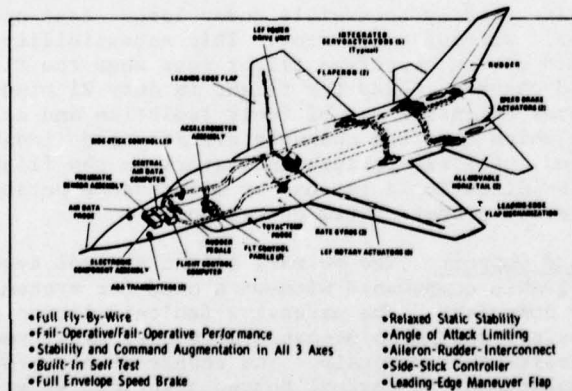 LEF POWER DRIVE UNIT
INTEGRATED SERVOACTUATORS (5) (Typical)
RUDDER
LEADING-EDGE FLAP
FLAPERON (2)
SPEED BRAKE ACTUATORS (2)
ACCELEROMETER ASSEMBLY
SIDE-STICK CONTROLLER
CENTRAL AIR DATA COMPUTER
PNEUMATIC
AIR DATA PROBE
ALL-MOVABLE HORIZ. TAIL (2)
LEADING-EDGE FLAP MECHANIZATION
TOTAL TEMP PROBE
RATE GYROS (3)
LEF ROTARY ACTUATORS (8)
FLT CONTROL PANELS (2)
RUDDER PEDALS
FLIGHT CONTROL COMPUTER
ELECTRONIC COMPONENT ASSEMBLY
AOA TRANSMITTERS
•Full Fly-By-Wire
•Fail-Operative/Fail-Operative Performance
•Stability and Command Augmentation in All 3 Axes
•Built-In Self Test
•Full Envelope Speed Brake
•Relaxed Static Stability
•Angle of Attack Limiting
•Aileron-Rudder-Interconnect
•Side-Stick Controller
•Leading-Edge Maneuver Flap